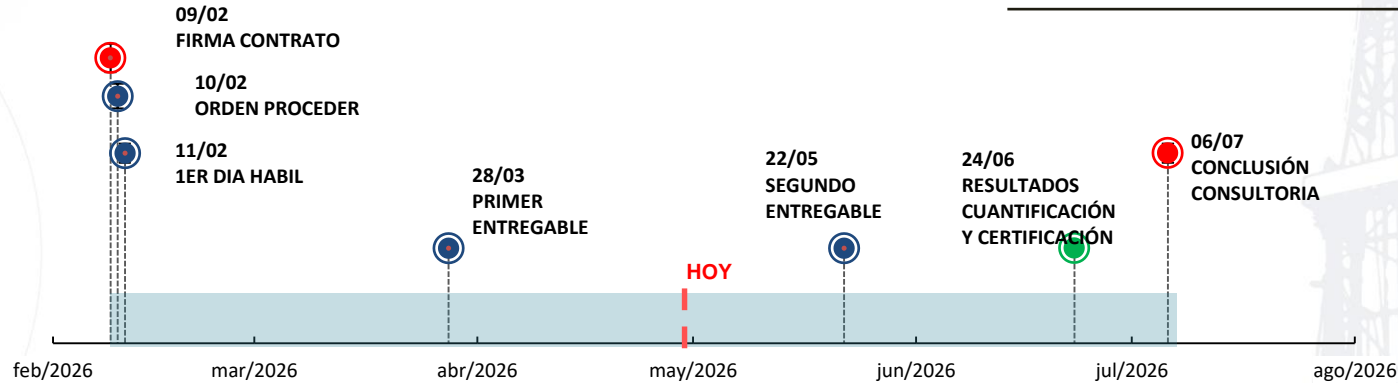 09/02
FIRMA CONTRATO
10/02
ORDEN PROCEDER
11/02
1ER DIA HABIL
28/03
PRIMER
ENTREGABLE
22/05
SEGUNDO
ENTREGABLE
24/06
RESULTADOS
CUANTIFICACIÓN
Y CERTIFICACIÓN
06/07
CONCLUSIÓN
CONSULTORIA
HOY
feb/2026
mar/2026
abr/2026
may/2026
jun/2026
jul/2026
ago/2026